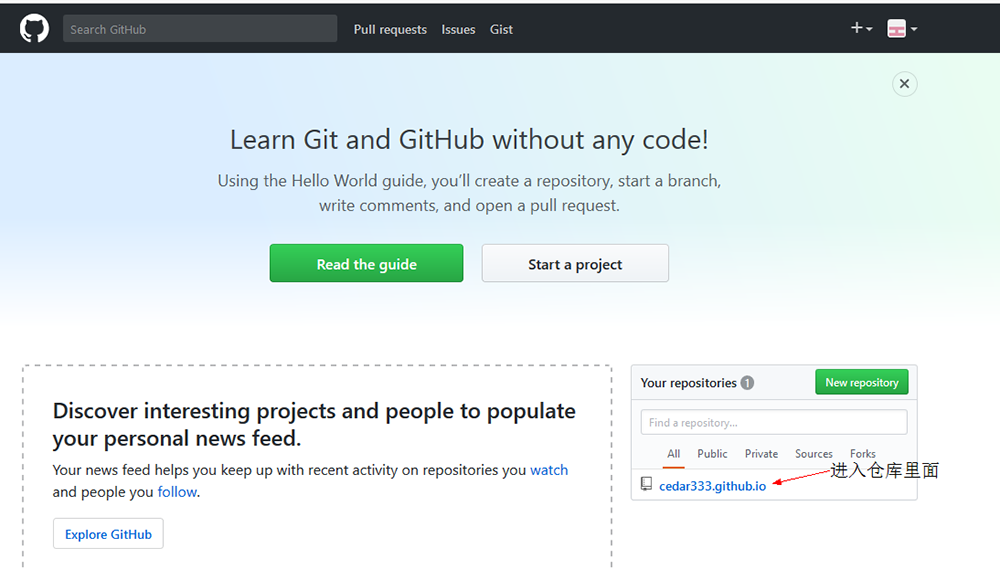 Search GitHub
Pull requests Issues Gist
Learn Git and GitHub without any code!
Using the Hello World guide, you’ll create a repository, start a branch,
write comments, and open a pull request.
Read the guide Start a project
Discover interesting projects and people to populate
your personal news feed.
Your news feed helps you keep up with recent activity on repositories you watch
and people you follow.
Explore GitHub
Your repositories 1 New repository
Find a repository...
All Public Private Sources Forks
cedar333.github.io
进入仓库里面